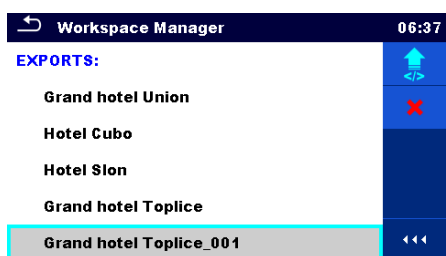 Workspace Manager 06:37
EXPORTS:
</>
Grand hotel Union
Hotel Cubo
Hotel Slon
Grand hotel Toplice
Grand hotel Toplice_001